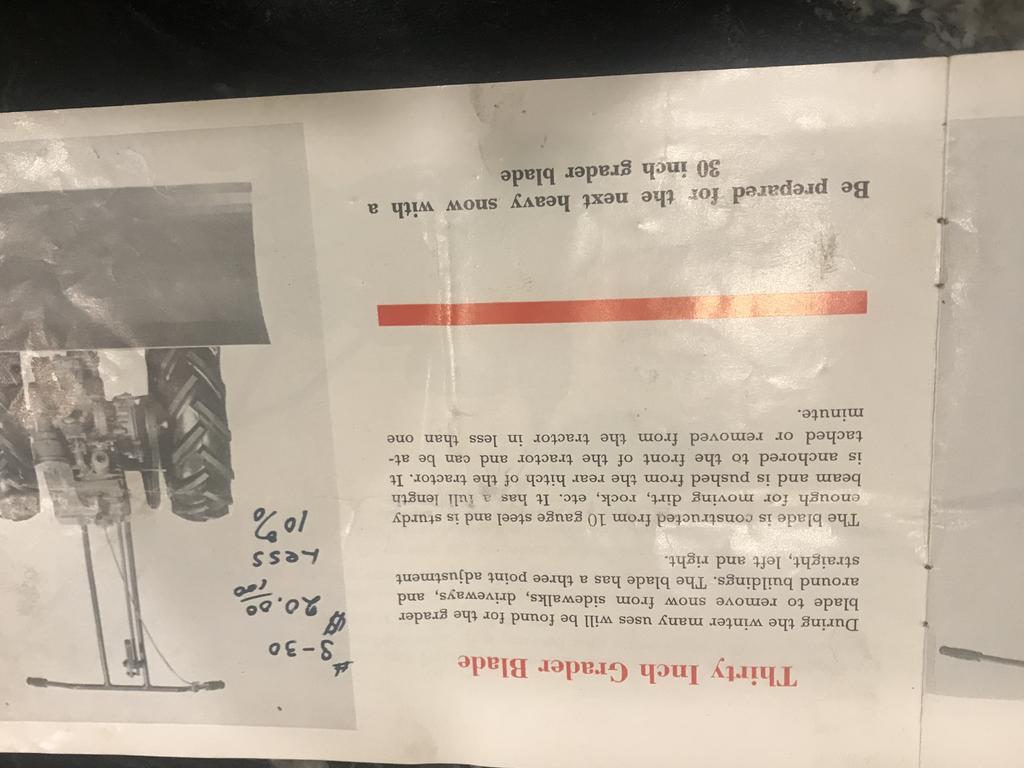 Thirty Inch Grader Blade
During the winter many uses will be found for the grader
blade to remove snow from sidewalks, driveways, and
around buildings. The blade has a three point adjustment
straight, left and right.
The blade is constructed from 10 gauge steel and is sturdy
enough for moving dirt, rock, etc. It has a full length
beam and is pushed from the rear hitch of the tractor. It
is anchored to the front of the tractor and can be at-
tached or removed from the tractor in less than one
minute.
Be prepared for the next heavy snow with a
30 inch grader blade
20.00
Less
10%